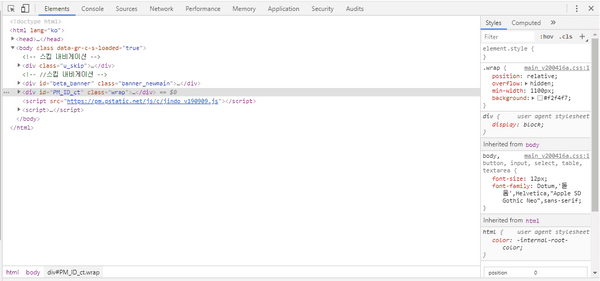 Elements Console Sources Network Performance Memory Application Security Audits
<!doctype html>
<html lang="ko">
<head>…</head>
<body class data-gr-c-s-loaded="true">
<!-- 스킵 내비게이션 -->
<div class="u_skip">…</div>
<!-- //스킵 내비게이션 -->
<div id="beta_banner" class="banner_newmain">…</div>
<div id="PM_ID_ct" class="wrap">…</div> == $0
<script src="https://pm.pstatic.net/js/c/jindo_v190909.js"></script>
<script>…</script>
</body>
</html>
html body div#PM_ID_ct.wrap
Styles Computed »
Filter :hov .cls +
element.style {
}
.wrap { main_v200416a.css:1
position: relative;
overflow: hidden;
min-width: 1100px;
background: #f2f4f7;
}
div { user agent stylesheet
display: block;
}
Inherited from body
body, main_v200416a.css:1
button, input, select, table,
textarea {
font-size: 12px;
font-family: Dotum,'돋
움',Helvetica,"Apple SD
Gothic Neo",sans-serif;
}
Inherited from html
html { user agent stylesheet
color: -internal-root-
color;
}
position 0